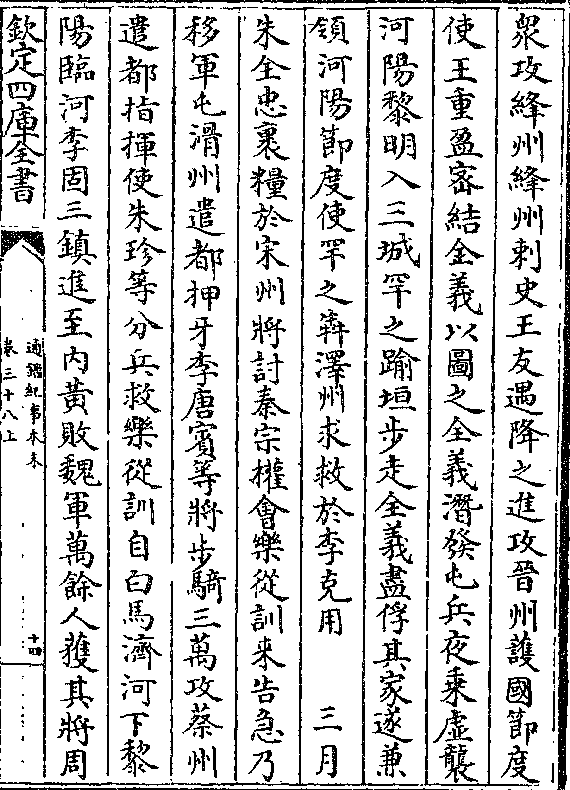 衆攻絳州絳州刺史王友遇降之進攻晉州護國節度
使王重盈宻結全義以圖之全義潛發屯兵夜乗虛襲
河陽黎明入三城罕之踰垣步走全義盡俘其家遂兼
領河陽節度使罕之奔澤州求救於李克用　三月
朱全忠裹糧於宋州將討秦宗權會樂從訓来告急乃
移軍屯滑州遣都押牙李唐賓等將步騎三萬攻蔡州
遣都指揮使朱珍等分兵救樂從訓自白馬濟河下黎
陽臨河李固三鎮進至内黄敗魏軍萬餘人獲其將周
欽定四庫全書
通鑑紀事本末
卷三十八上
十四